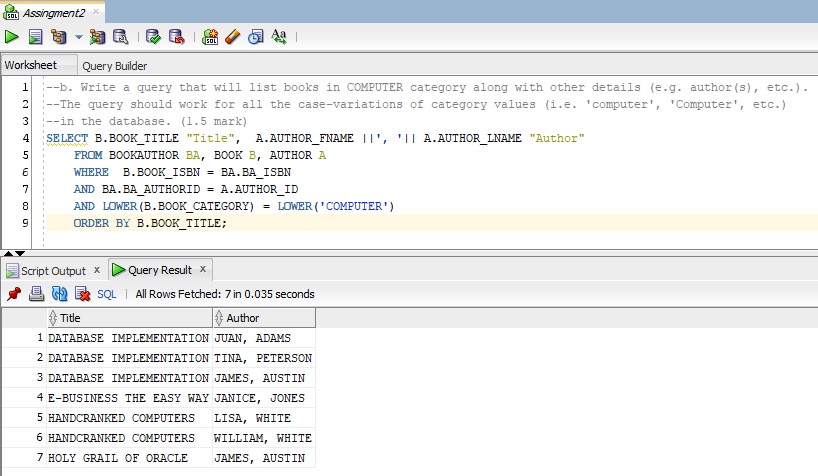 Assingment2
Worksheet Query Builder
1 --b. Write a query that will list books in COMPUTER category along with other details (e.g. author(s), etc.).
2 --The query should work for all the case-variations of category values (i.e. 'computer', 'Computer', etc.)
3 --in the database. (1.5 mark)
4 SELECT B.BOOK_TITLE "Title",  A.AUTHOR_FNAME ||', '|| A.AUTHOR_LNAME "Author"
5 FROM BOOKAUTHOR BA, BOOK B, AUTHOR A
6 WHERE  B.BOOK_ISBN = BA.BA_ISBN
7 AND BA.BA_AUTHORID = A.AUTHOR_ID
8 AND LOWER(B.BOOK_CATEGORY) = LOWER('COMPUTER')
9 ORDER BY B.BOOK_TITLE;
Script Output x Query Result x
SQL | All Rows Fetched: 7 in 0.035 seconds
Title Author
1 DATABASE IMPLEMENTATION JUAN, ADAMS
2 DATABASE IMPLEMENTATION TINA, PETERSON
3 DATABASE IMPLEMENTATION JAMES, AUSTIN
4 E-BUSINESS THE EASY WAY JANICE, JONES
5 HANDCRANKED COMPUTERS LISA, WHITE
6 HANDCRANKED COMPUTERS WILLIAM, WHITE
7 HOLY GRAIL OF ORACLE JAMES, AUSTIN